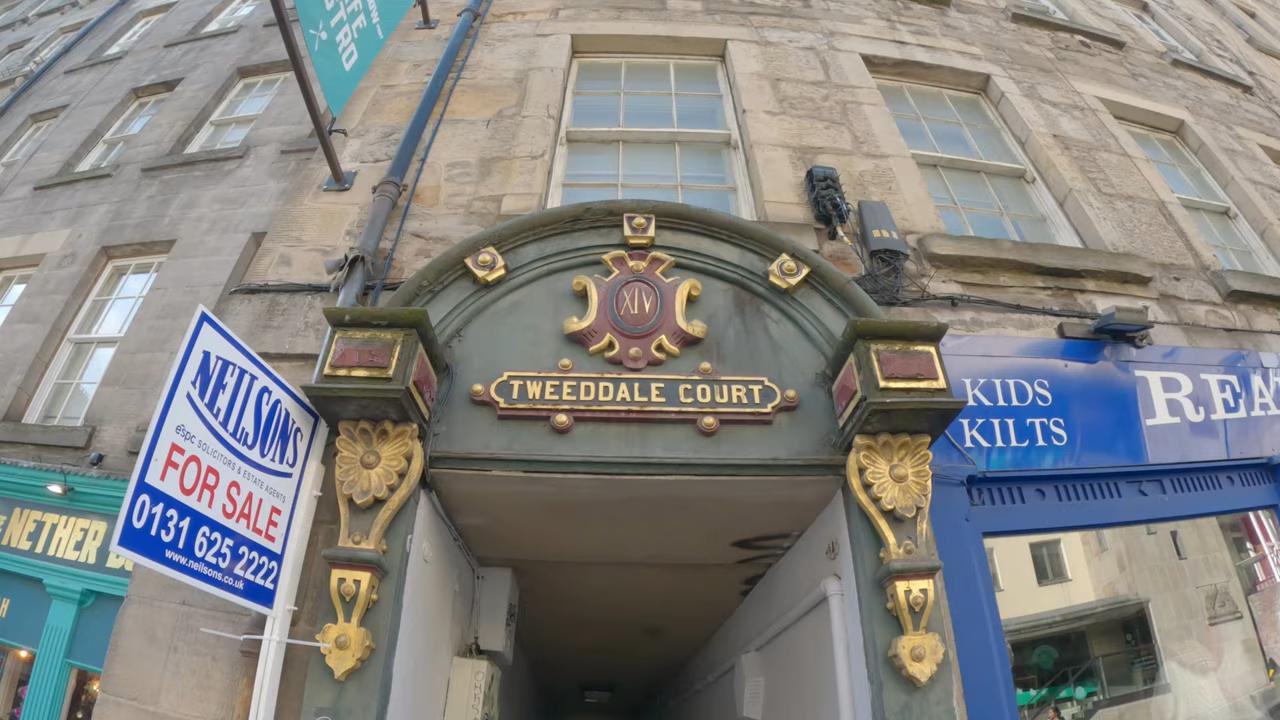 XIV
TWEEDDALE COURT
NEILSONS
espc SOLICITORS & ESTATE AGENTS
FOR SALE
0131 625 2222
www.neilsons.co.uk
NETHER
KIDS
KILTS
REA